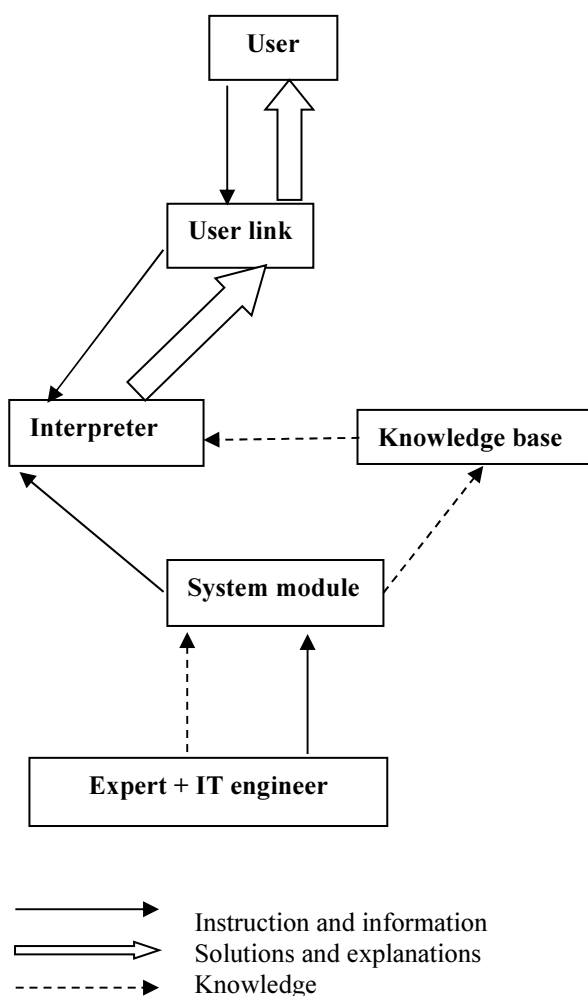 User
User link
Interpreter
Knowledge base
System module
Expert + IT engineer
Instruction and information
Solutions and explanations
Knowledge